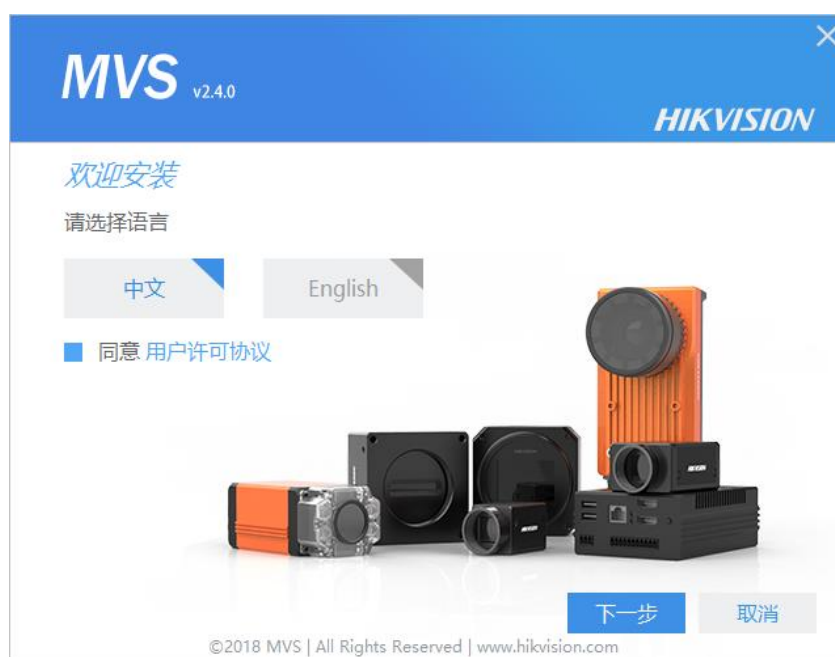 MVS v2.4.0
HIKVISION
欢迎安装
请选择语言
中文 English
同意 用户许可协议
下一步 取消
©2018 MVS | All Rights Reserved | www.hikvision.com